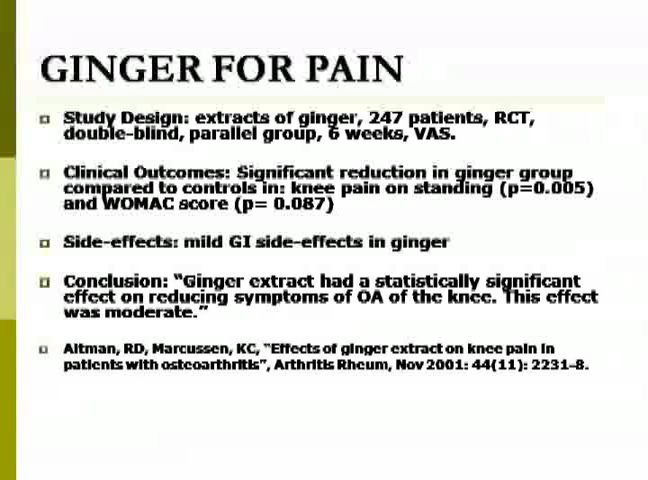 GINGER FOR PAIN
Study Design: extracts of ginger, 247 patients, RCT,
double-blind, parallel group, 6 weeks, VAS.
Clinical Outcomes: Significant reduction in ginger group
compared to controls in: knee pain on standing (p=0.005)
and WOMAC score (p= 0.087)
Side-effects: mild GI side-effects in ginger
Conclusion: "Ginger extract had a statistically significant
effect on reducing symptoms of OA of the knee. This effect
was moderate."
Altman, RD, Marcussen, KC, "Effects of ginger extract on knee pain in
patients with osteoarthritis", Arthritis Rheum, Nov 2001: 44(11): 2231-8.